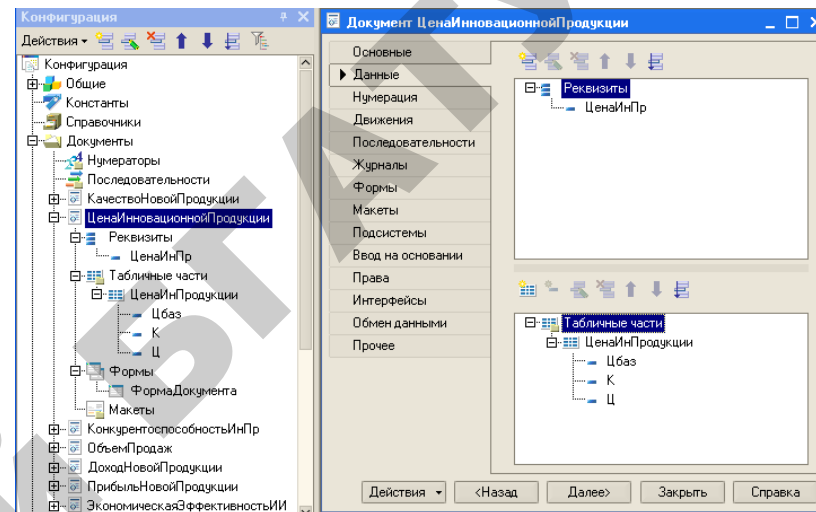 Конфигурация
Действия
Конфигурация
Общие
Константы
Справочники
Документы
Нумераторы
Последовательности
КачествоНовойПродукции
ЦенаИнновационнойПродукции
Реквизиты
ЦенаИнПр
Табличные части
ЦенаИнПродукции
Цбаз
К
Ц
Формы
ФормаДокумента
Макеты
КонкурентоспособностьИнПр
ОбъемПродаж
ДоходНовойПродукции
ПрибыльНовойПродукции
ЭкономическаяЭффективностьИИ
Документ ЦенаИнновационнойПродукции
Основные
Данные
Нумерация
Движения
Последовательности
Журналы
Формы
Макеты
Подсистемы
Ввод на основании
Права
Интерфейсы
Обмен данными
Прочее
Реквизиты
ЦенаИнПр
Табличные части
ЦенаИнПродукции
Цбаз
К
Ц
Действия <Назад Далее> Закрыть Справка
БГАТУ